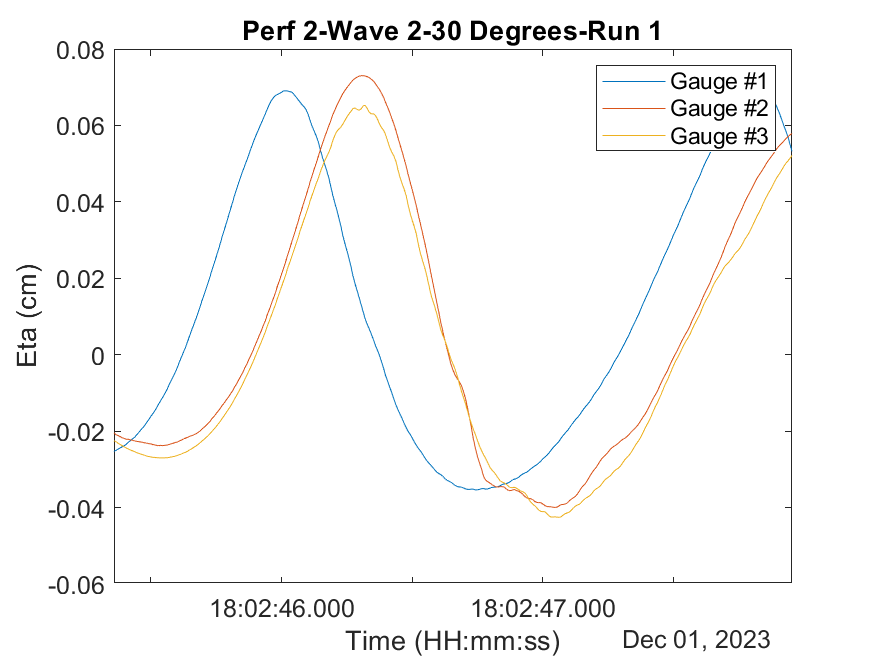 Perf 2-Wave 2-30 Degrees-Run 1
0.08
0.06
0.04
0.02
0
-0.02
-0.04
-0.06
Eta (cm)
Gauge #1
Gauge #2
Gauge #3
18:02:46.000 18:02:47.000
Time (HH:mm:ss) Dec 01, 2023